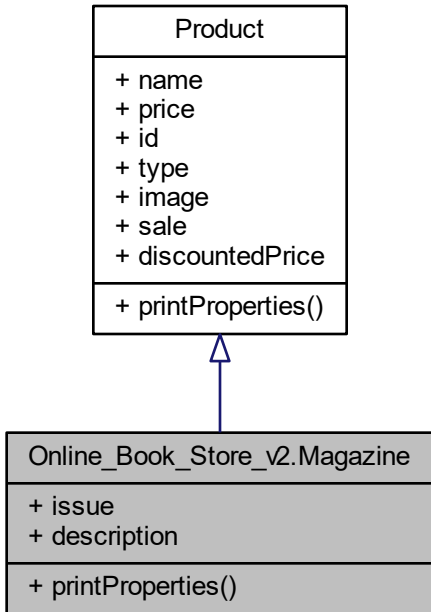 Product
+ name
+ price
+ id
+ type
+ image
+ sale
+ discountedPrice
+ printProperties()
Online_Book_Store_v2.Magazine
+ issue
+ description
+ printProperties()